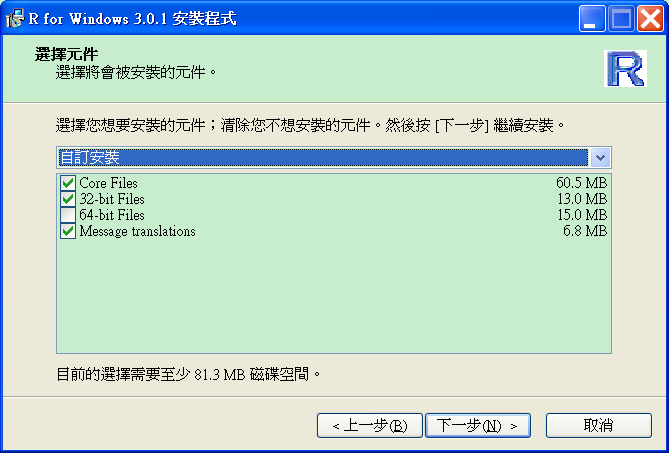 R for Windows 3.0.1 安裝程式
選擇元件
選擇將會被安裝的元件。
R
選擇您想要安裝的元件；清除您不想安裝的元件。然後按 [下一步] 繼續安裝。
自訂安裝
Core Files 60.5 MB
32-bit Files 13.0 MB
64-bit Files 15.0 MB
Message translations 6.8 MB
目前的選擇需要至少 81.3 MB 磁碟空間。
< 上一步(B) 下一步(N) > 取消